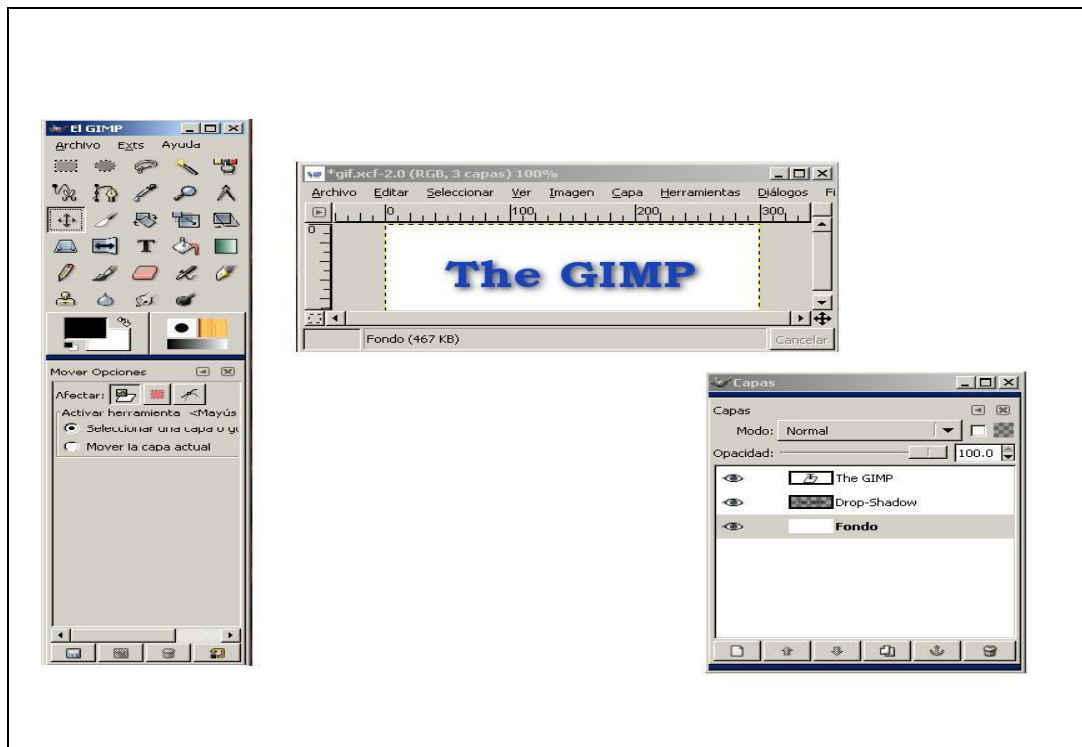 El GIMP
Archivo Exts Ayuda
Mover Opciones
Afectar:
Activar herramienta <Mayús
Seleccionar una capa o gu
Mover la capa actual
*gif.xcf-2.0 (RGB, 3 capas) 100%
Archivo Editar Seleccionar Ver Imagen Capa Herramientas Diálogos Fi
0 100 200 300
0
The GIMP
Fondo (467 KB)
Cancelar
Capas
Capas
Modo: Normal
Opacidad: 100.0
The GIMP
Drop-Shadow
Fondo